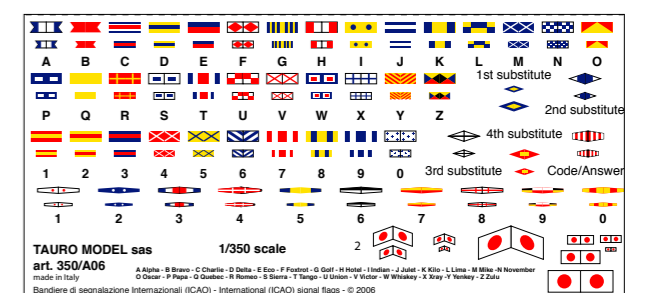 A B C D E F G H I J K L M N O
1st substitute
2nd substitute
P Q R S T U V W X Y Z
4th substitute
3rd substitute Code/Answer
1 2 3 4 5 6 7 8 9 0
1 2 3 4 5 6 7 8 9 0
TAURO MODEL sas 1/350 scale 2
art. 350/A06
made in Italy
A Alpha - B Bravo - C Charlie - D Delta - E Eco - F Foxtrot - G Golf - H Hotel - I Indian - J Julet - K Kilo - L Lima - M Mike -N November
O Oscar - P Papa - Q Quebec - R Romeo - S Sierra - T Tango - U Union - V Victor - W Whiskey - X Xray -Y Yenkey - Z Zulu
Bandiere di segnalazione Internazionali (ICAO) - International (ICAO) signal flags - © 2006